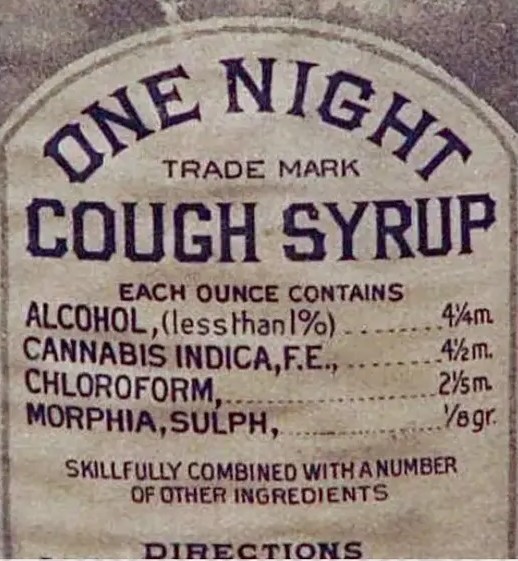 ONE NIGHT
TRADE MARK
COUGH SYRUP
EACH OUNCE CONTAINS
ALCOHOL, (less than 1%) .......... 4¼m.
CANNABIS INDICA, F.E., .......... 4½m.
CHLOROFORM, .......... 2⅕m.
MORPHIA, SULPH, .......... ⅛gr.
SKILLFULLY COMBINED WITH A NUMBER
OF OTHER INGREDIENTS
DIRECTIONS